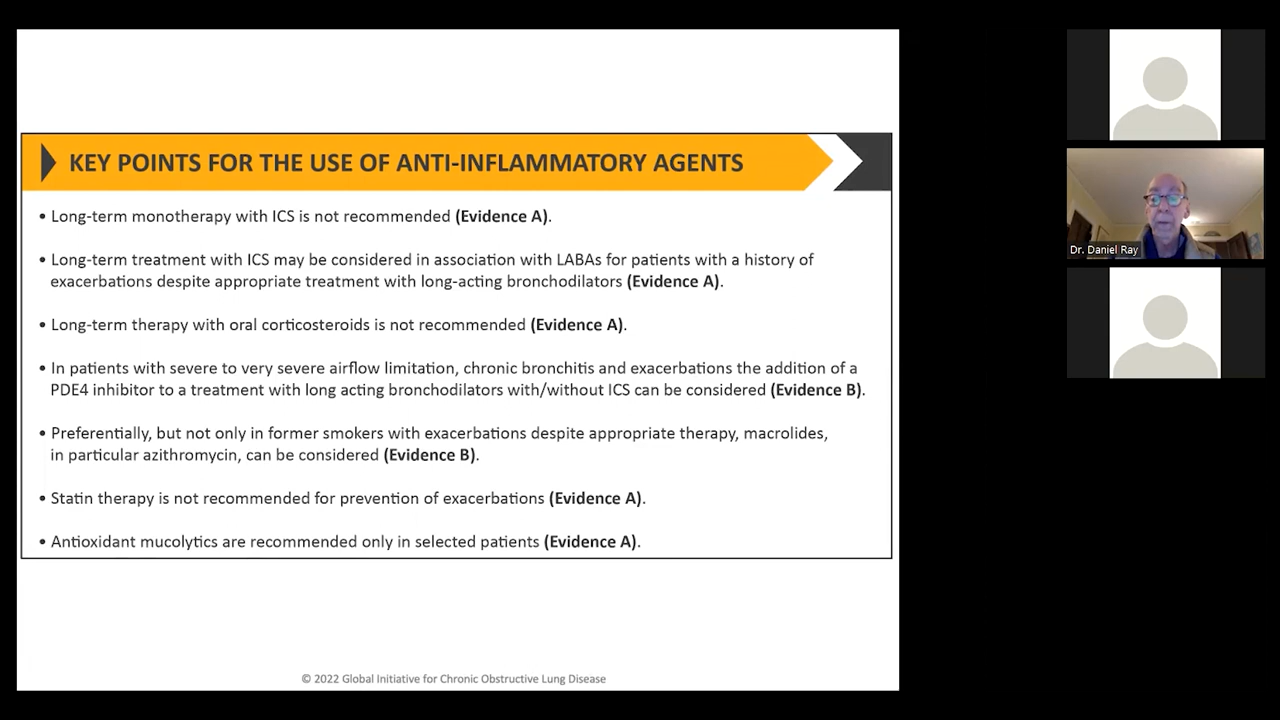 KEY POINTS FOR THE USE OF ANTI-INFLAMMATORY AGENTS
• Long-term monotherapy with ICS is not recommended (Evidence A).
• Long-term treatment with ICS may be considered in association with LABAs for patients with a history of
exacerbations despite appropriate treatment with long-acting bronchodilators (Evidence A).
• Long-term therapy with oral corticosteroids is not recommended (Evidence A).
• In patients with severe to very severe airflow limitation, chronic bronchitis and exacerbations the addition of a
PDE4 inhibitor to a treatment with long acting bronchodilators with/without ICS can be considered (Evidence B).
• Preferentially, but not only in former smokers with exacerbations despite appropriate therapy, macrolides,
in particular azithromycin, can be considered (Evidence B).
• Statin therapy is not recommended for prevention of exacerbations (Evidence A).
• Antioxidant mucolytics are recommended only in selected patients (Evidence A).
© 2022 Global Initiative for Chronic Obstructive Lung Disease
Dr. Daniel Ray